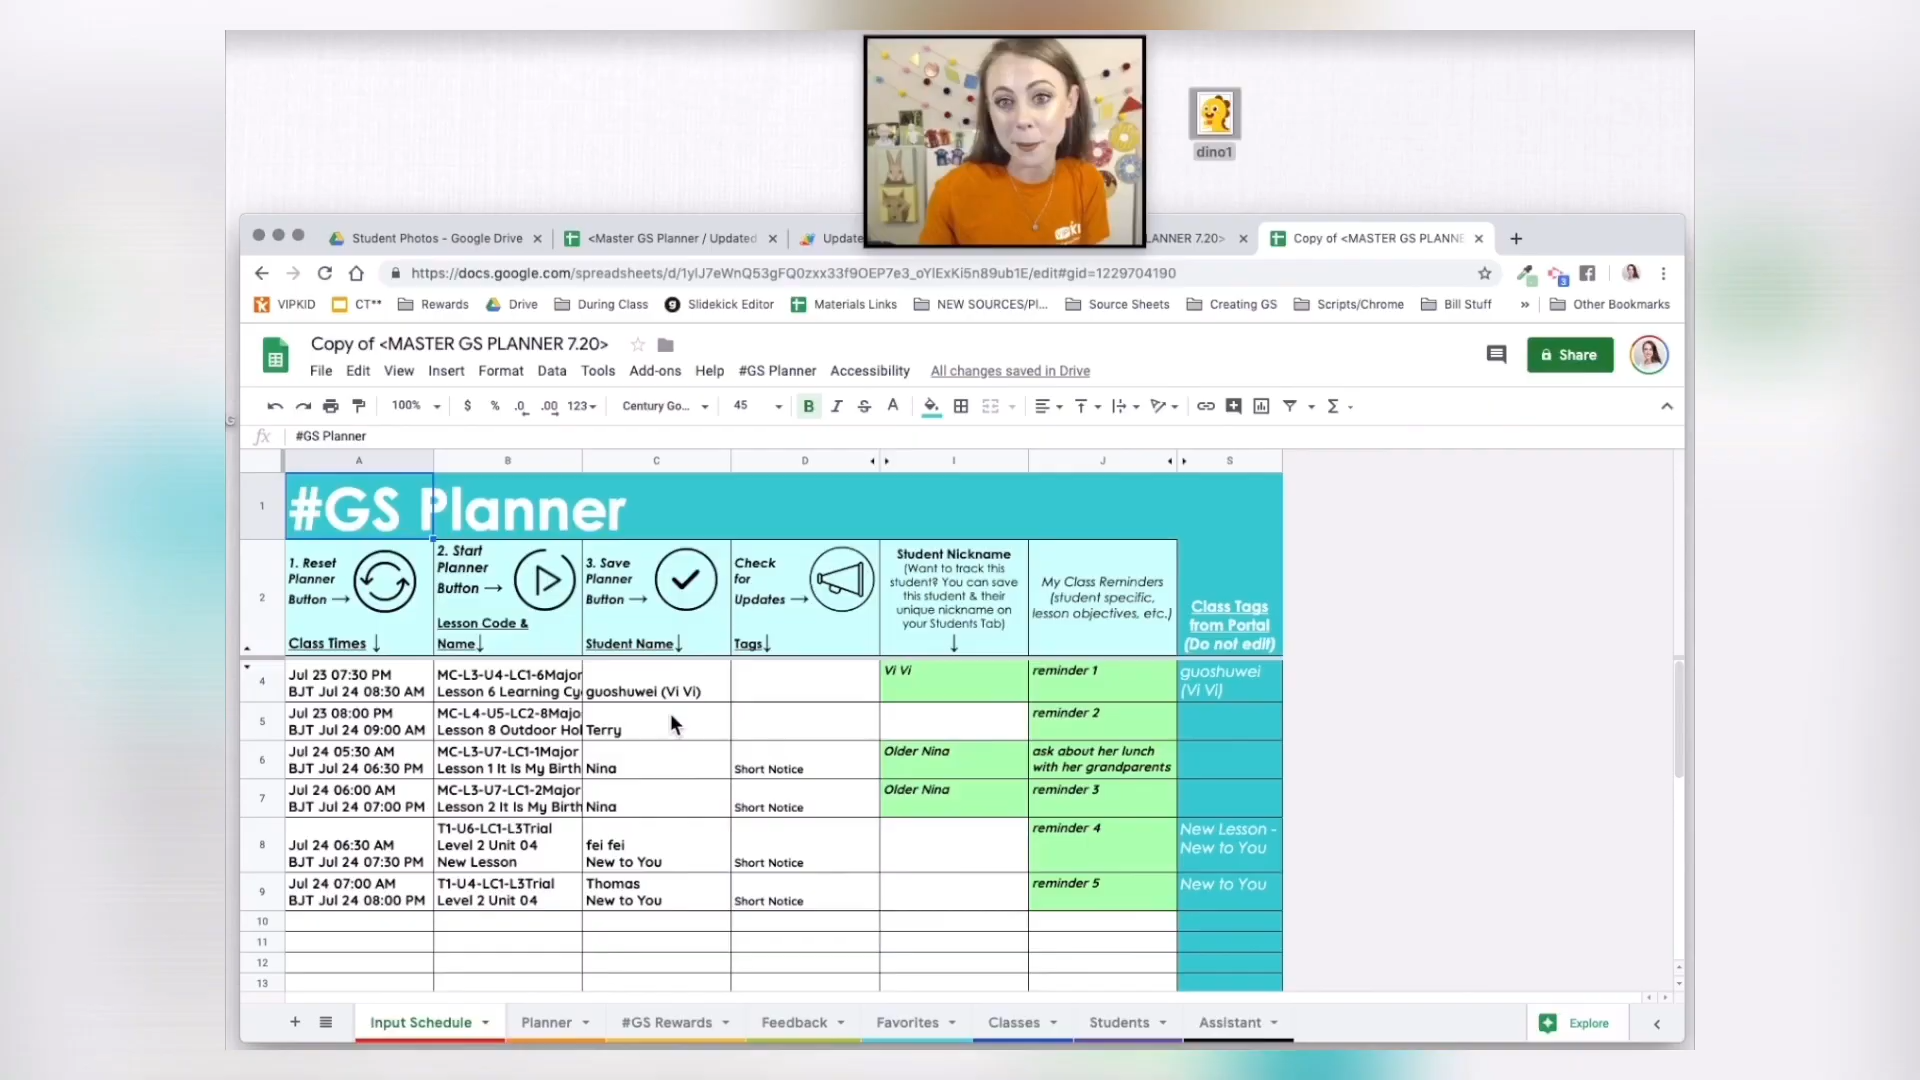 dino1
Student Photos - Google Drive
<Master GS Planner / Updated
Update
LANNER 7.20>
Copy of <MASTER GS PLANNE
https://docs.google.com/spreadsheets/d/1ylJ7eWnQ53gFQ0zxx33f9OEP7e3_oYlExKi5n89ub1E/edit#gid=1229704190
VIPKID
CT**
Rewards
Drive
During Class
Slidekick Editor
Materials Links
NEW SOURCES/Pl...
Source Sheets
Creating GS
Scripts/Chrome
Bill Stuff
»
Other Bookmarks
Copy of <MASTER GS PLANNER 7.20>
Share
File Edit View Insert Format Data Tools Add-ons Help #GS Planner Accessibility All changes saved in Drive
100% $ % .0 .00 123 Century Go... 45 B I S A
fx #GS Planner
A B C D I J S
1
#GS Planner
2
1. Reset
Planner
Button →
Class Times ↓
2. Start
Planner
Button →
Lesson Code &
Name↓
3. Save
Planner
Button →
Student Name↓
Check
for
Updates →
Tags↓
Student Nickname
(Want to track this
student? You can save
this student & their
unique nickname on
your Students Tab)
↓
My Class Reminders
(student specific,
lesson objectives, etc.)
Class Tags
from Portal
(Do not edit)
4
Jul 23 07:30 PM
BJT Jul 24 08:30 AM
MC-L3-U4-LC1-6Major
Lesson 6 Learning Cy
guoshuwei (Vi Vi)
Vi Vi
reminder 1
guoshuwei
(Vi Vi)
5
Jul 23 08:00 PM
BJT Jul 24 09:00 AM
MC-L4-U5-LC2-8Majo
Lesson 8 Outdoor Hol
Terry
reminder 2
6
Jul 24 05:30 AM
BJT Jul 24 06:30 PM
MC-L3-U7-LC1-1Major
Lesson 1 It Is My Birth
Nina
Short Notice
Older Nina
ask about her lunch
with her grandparents
7
Jul 24 06:00 AM
BJT Jul 24 07:00 PM
MC-L3-U7-LC1-2Major
Lesson 2 It Is My Birth
Nina
Short Notice
Older Nina
reminder 3
8
Jul 24 06:30 AM
BJT Jul 24 07:30 PM
T1-U6-LC1-L3Trial
Level 2 Unit 04
New Lesson
fei fei
New to You
Short Notice
reminder 4
New Lesson -
New to You
9
Jul 24 07:00 AM
BJT Jul 24 08:00 PM
T1-U4-LC1-L3Trial
Level 2 Unit 04
Thomas
New to You
Short Notice
reminder 5
New to You
10
11
12
13
Input Schedule
Planner
#GS Rewards
Feedback
Favorites
Classes
Students
Assistant
Explore